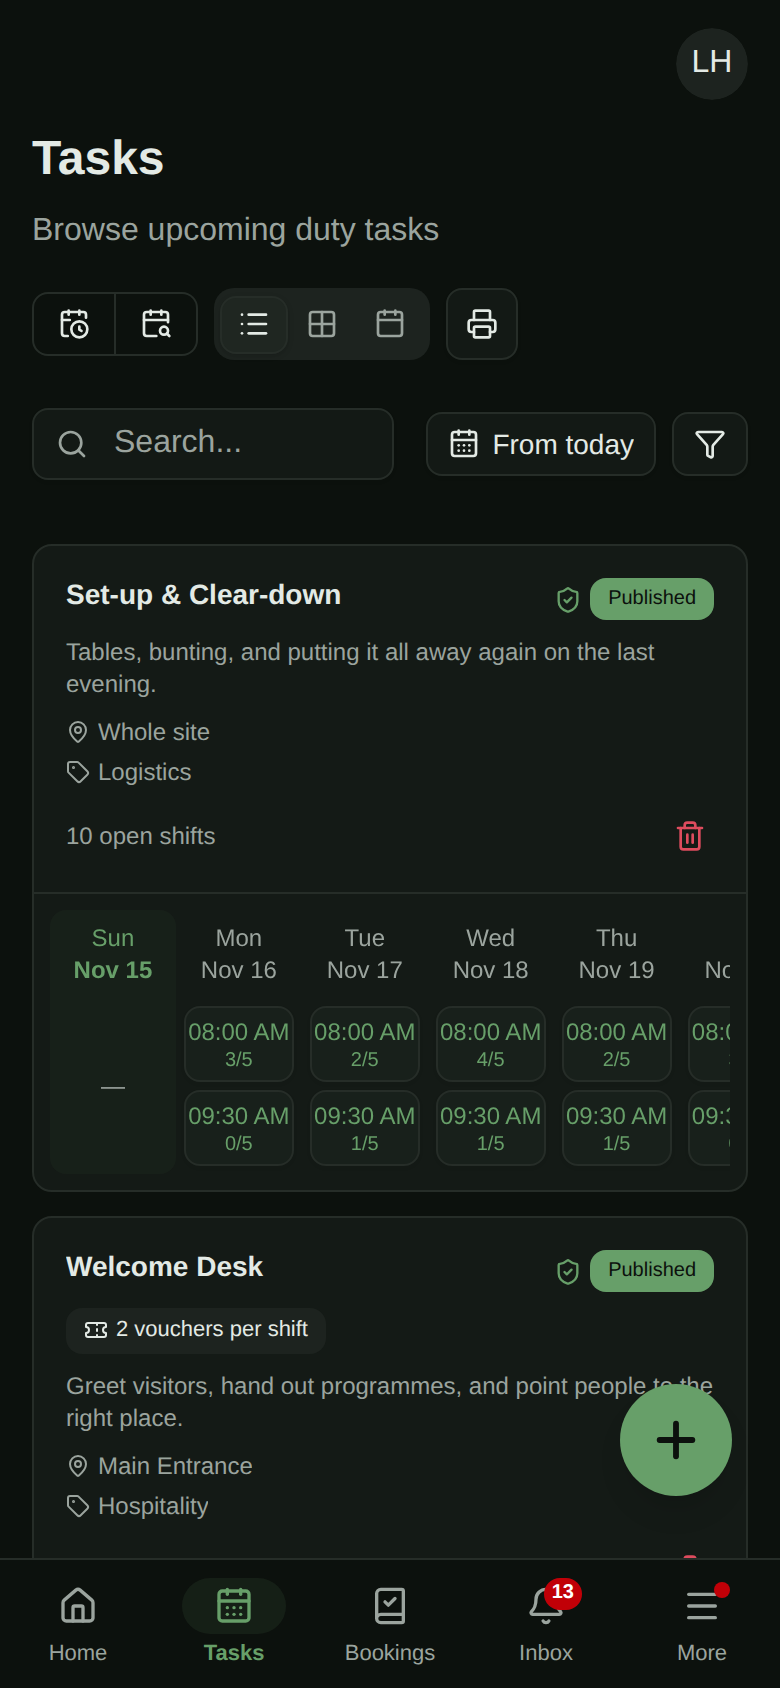 LH
Tasks
Browse upcoming duty tasks
Search...
From today
Set-up & Clear-down
Published
Tables, bunting, and putting it all away again on the last
evening.
Whole site
Logistics
10 open shifts
Sun Mon Tue Wed Thu
Nov 15 Nov 16 Nov 17 Nov 18 Nov 19
08:00 AM 08:00 AM 08:00 AM 08:00 AM
3/5 2/5 4/5 2/5
—
09:30 AM 09:30 AM 09:30 AM 09:30 AM
0/5 1/5 1/5 1/5
Welcome Desk
Published
2 vouchers per shift
Greet visitors, hand out programmes, and point people to the
right place.
Main Entrance
Hospitality
13
Home Tasks Bookings Inbox More